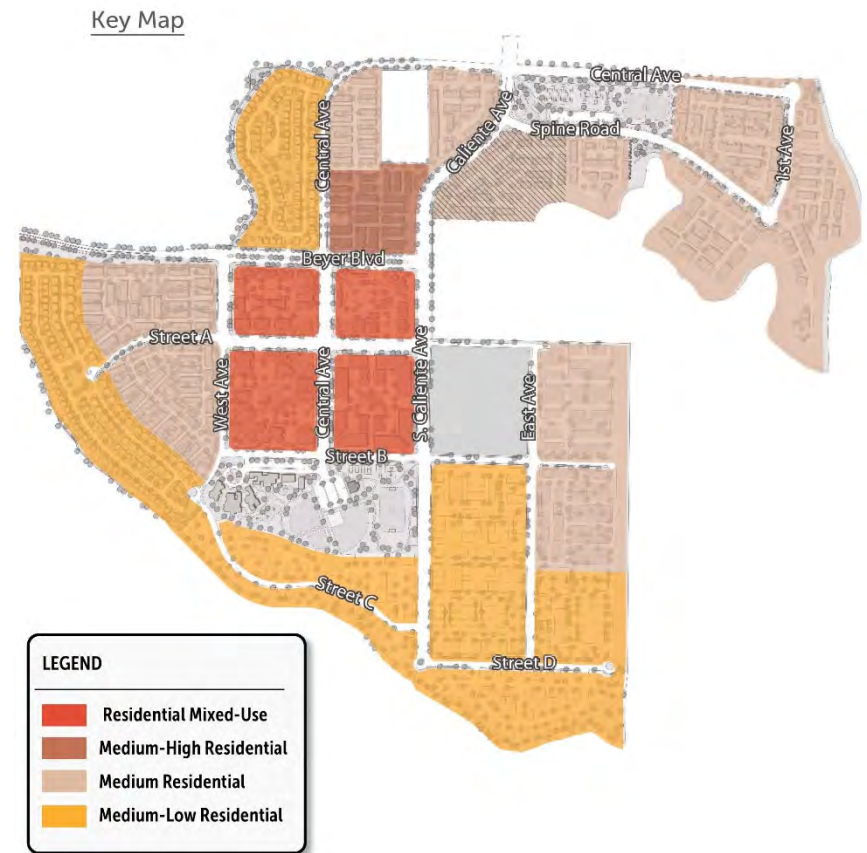 Key Map
Central Ave
Spine Road
Caliente Ave
Central Ave
1st Ave
Beyer Blvd
Street A
West Ave
Central Ave
S. Caliente Ave
East Ave
Street B
Street C
Street D
LEGEND
Residential Mixed-Use
Medium-High Residential
Medium Residential
Medium-Low Residential